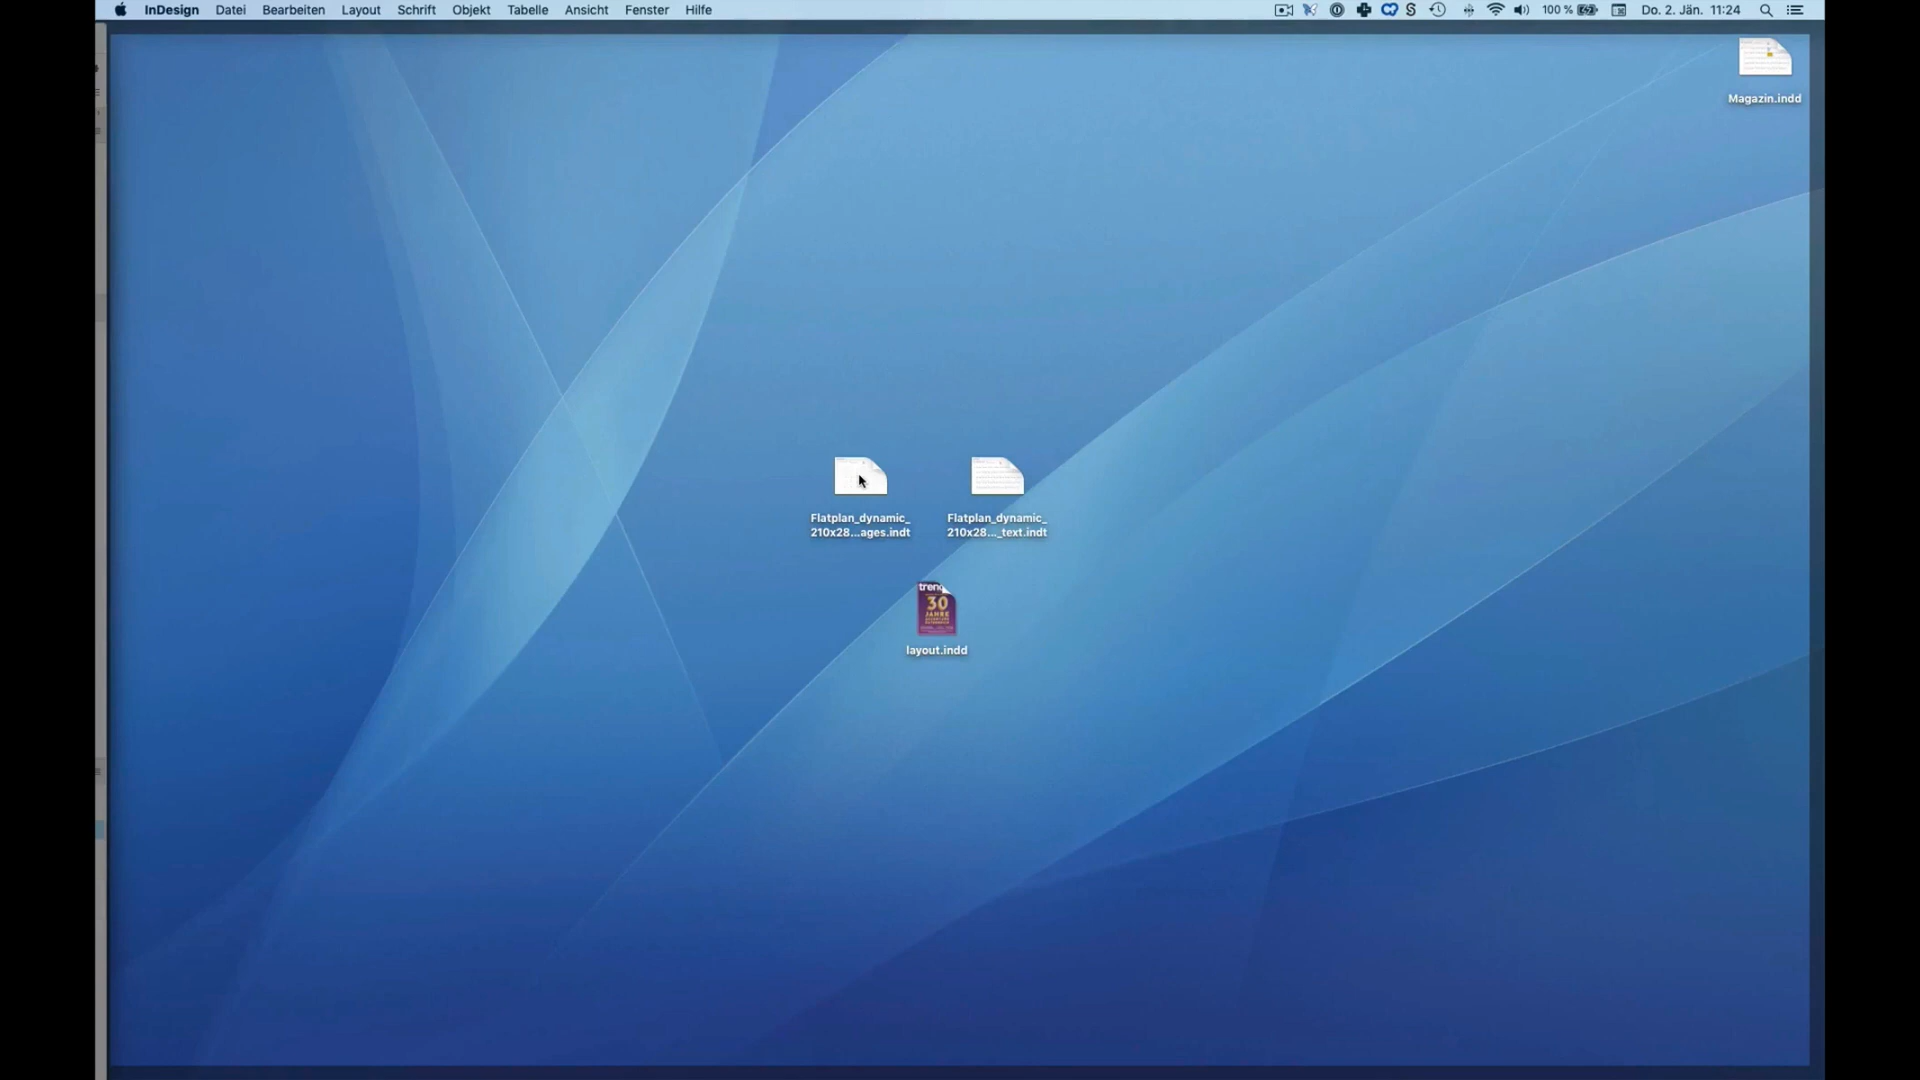 InDesign Datei Bearbeiten Layout Schrift Objekt Tabelle Ansicht Fenster Hilfe 100 % Do. 2. Jän. 11:24
Magazin.indd
Flatplan_dynamic_
210x28...ages.indt
Flatplan_dynamic_
210x28..._text.indt
trend
30
JAHRE
layout.indd